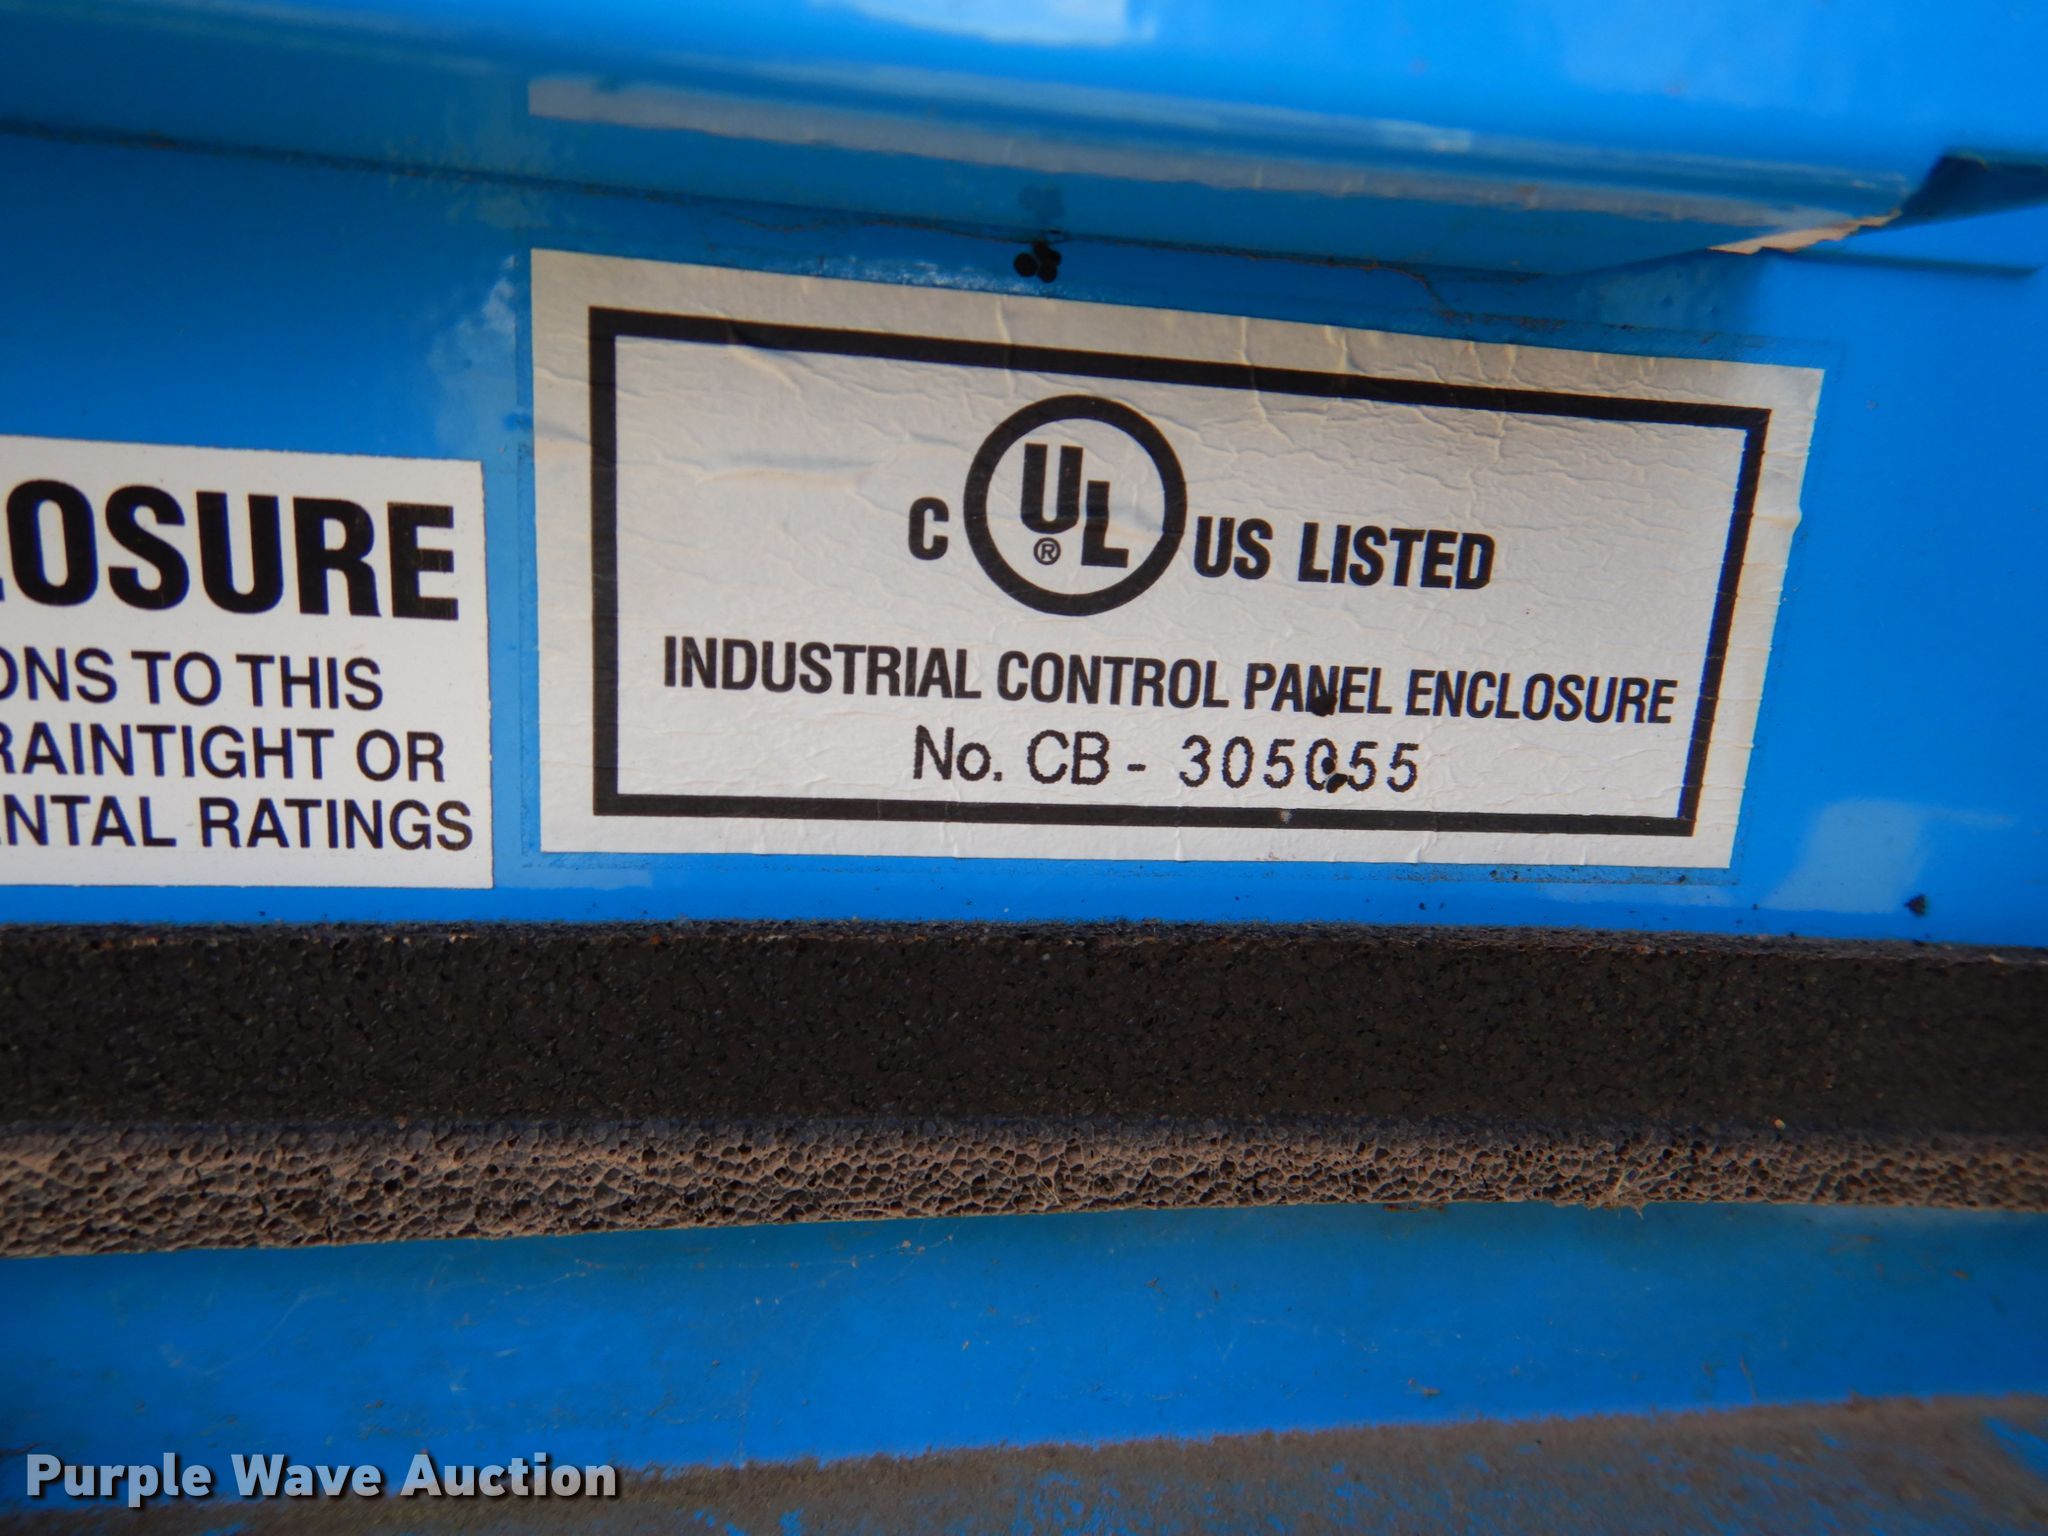 LOSURE
ONS TO THIS
RAINTIGHT OR
NTAL RATINGS
C UL ® US LISTED
INDUSTRIAL CONTROL PANEL ENCLOSURE
No. CB - 305055
Purple Wave Auction